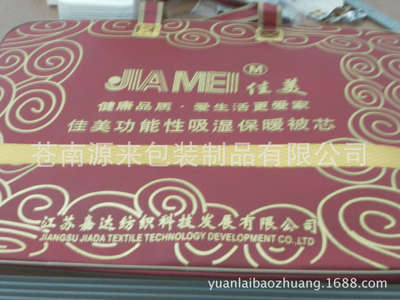 JIAMEI M 佳美
健康品质·爱生活更爱家
佳美功能性吸湿保暖被芯
苍南源来包装制品有限公司
江苏嘉达纺织科技发展有限公司
JIANGSU JIADA TEXTILE TECHNOLOGY DEVELOPMENT CO.,LTD
yuanlaibaozhuang.1688.com